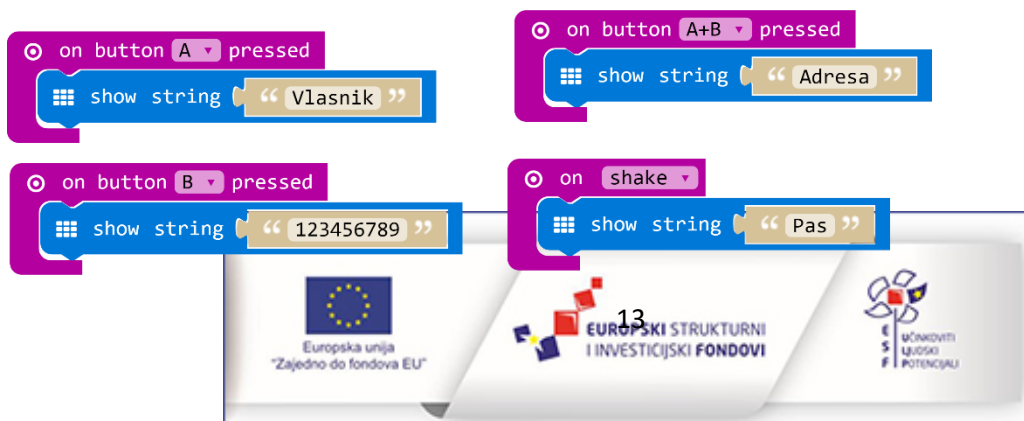 on button A pressed
show string “ Vlasnik ”
on button A+B pressed
show string “ Adresa ”
on button B pressed
show string “ 123456789 ”
on shake
show string “ Pas ”
Europska unija
"Zajedno do fondova EU"
13
EUROPSKI STRUKTURNI
I INVESTICIJSKI FONDOVI
E S F
UČINKOVITI
LJUDSKI
POTENCIJALI